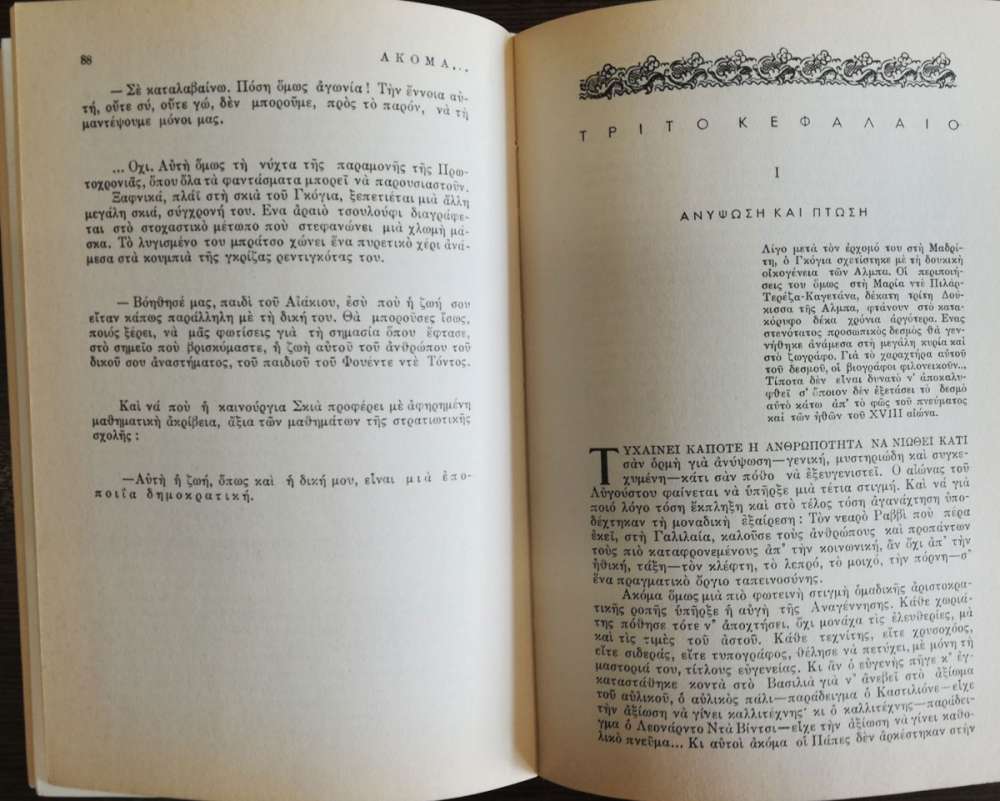 88
ΑΚΟΜΑ...
— Σὲ καταλαβαίνω. Πόση ὅμως ἀγωνία! Τὴν ἔννοια αὐ-
τή, οὔτε σύ, οὔτε γώ, δὲν μποροῦμε, πρὸς τὸ παρόν, νὰ τὴ
μαντέψουμε μόνοι μας.
... Οχι. Αὐτὴ ὅμως τὴ νύχτα τῆς παραμονῆς τῆς Πρω-
τοχρονιᾶς, ὅπου ὅλα τὰ φαντάσματα μπορεῖ νὰ παρουσιαστοῦν.
Ξαφνικά, πλάϊ στὴ σκιὰ τοῦ Γκόγια, ξεπετιέται μιὰ ἄλλη
μεγάλη σκιά, σύγχρονή του. Ενα ἀραιὸ τσουλούφι διαγράφε-
ται στὸ στοχαστικὸ μέτωπο ποὺ στεφανώνει μιὰ χλωμὴ μά-
σκα. Τὸ λυγισμένο του μπράτσο χώνει ἕνα πυρετικὸ χέρι ἀνά-
μεσα στὰ κουμπιὰ τῆς γκρίζας ρεντιγκότας του.
— Βόηθησέ μας, παιδὶ τοῦ Αἰάκιου, ἐσὺ ποὺ ἡ ζωή σου
εἴταν κάπως παράλληλη μὲ τὴ δική του. Θὰ μποροῦσες ἴσως,
ποιός ξέρει, νὰ μᾶς φωτίσεις γιὰ τὴ σημασία ὅπου ἔφτασε,
στὸ σημεῖο ποὺ βρισκόμαστε, ἡ ζωὴ αὐτοῦ τοῦ ἀνθρώπου τοῦ
δικοῦ σου ἀναστήματος, τοῦ παιδιοῦ τοῦ Φουέντε ντὲ Τόντος.
Καὶ νά ποὺ ἡ καινούργια Σκιὰ προφέρει μὲ ἀφηρημένη
μαθηματικὴ ἀκρίβεια, ἄξια τῶν μαθημάτων τῆς στρατιωτικῆς
σχολῆς:
—Αὐτὴ ἡ ζωή, ὅπως καὶ ἡ δική μου, εἶναι μιὰ ἐπο-
ποιΐα δημοκρατική.
ΤΡΙΤΟ ΚΕΦΑΛΑΙΟ
Ι
ΑΝΥΨΩΣΗ ΚΑΙ ΠΤΩΣΗ
Λίγο μετὰ τὸν ἐρχομό του στὴ Μαδρί-
τη, ὁ Γκόγια σχετίστηκε μὲ τὴ δουκικὴ
οἰκογένεια τῶν Αλμπα. Οἱ περιποιή-
σεις του ὅμως στὴ Μαρία ντὲ Πιλάρ-
Τερέζα-Καγετάνα, δέκατη τρίτη Δού-
κισσα τῆς Αλμπα, φτάνουν στὸ κατα-
κόρυφο δέκα χρόνια ἀργότερα. Ενας
στενότατος προσωπικὸς δεσμὸς θὰ γεν-
νήθηκε ἀνάμεσα στὴ μεγάλη κυρία καὶ
στὸ ζωγράφο. Γιὰ τὸ χαραχτήρα αὐτοῦ
τοῦ δεσμοῦ, οἱ βιογράφοι φιλονεικοῦν...
Τίποτα δὲν εἶναι δυνατὸ ν' ἀποκαλυ-
φθεῖ σ' ὅποιον δὲν ἐξετάσει τὸ δεσμὸ
αὐτὸ κάτω ἀπ' τὸ φῶς τοῦ πνεύματος
καὶ τῶν ἠθῶν τοῦ XVIII αἰώνα.
ΤΥΧΑΙΝΕΙ ΚΑΠΟΤΕ Η ΑΝΘΡΩΠΟΤΗΤΑ ΝΑ ΝΙΩΘΕΙ ΚΑΤΙ
σὰν ὁρμὴ γιὰ ἀνύψωση—γενική, μυστηριώδη καὶ συγκε-
χυμένη—κάτι σὰν πόθο νὰ ἐξευγενιστεῖ. Ο αἰώνας τοῦ
Αὐγούστου φαίνεται νὰ ὑπῆρξε μιὰ τέτια στιγμή. Καὶ νά γιὰ
ποιό λόγο τόση ἔκπληξη καὶ στὸ τέλος τόση ἀγανάχτηση ὑπο-
δέχτηκαν τὴ μοναδικὴ ἐξαίρεση: Τὸν νεαρὸ Ραββὶ ποὺ πέρα
ἐκεῖ, στὴ Γαλιλαία, καλοῦσε τοὺς ἀνθρώπους καὶ προπάντων
τοὺς πιὸ καταφρονεμένους ἀπ' τὴν κοινωνική, ἂν ὄχι ἀπ' τὴν
ἠθική, τάξη—τὸν κλέφτη, τὸ λεπρό, τὸ μοιχό, τὴν πόρνη—σ'
ἕνα πραγματικὸ ὄργιο ταπεινοσύνης.
Ακόμα ὅμως μιὰ πιὸ φωτεινὴ στιγμὴ ὁμαδικῆς ἀριστοκρα-
τικῆς ροπῆς ὑπῆρξε ἡ αὐγὴ τῆς Αναγέννησης. Κάθε χωριά-
της πόθησε τότε ν' ἀποχτήσει, ὄχι μονάχα τὶς ἐλευθερίες, μὰ
καὶ τὶς τιμὲς τοῦ ἀστοῦ. Κάθε τεχνίτης, εἴτε χρυσοχόος,
εἴτε σιδεράς, εἴτε τυπογράφος, θέλησε νὰ πετύχει, μὲ μόνη τὴ
μαστοριά του, τίτλους εὐγενείας. Κι ἂν ὁ εὐγενὴς πῆγε κ' ἐγ-
καταστάθηκε κοντὰ στὸ Βασιλιὰ γιὰ ν' ἀνεβεῖ στὸ ἀξίωμα
τοῦ αὐλικοῦ, ὁ αὐλικὸς πάλι—παράδειγμα ὁ Καστιλιόνε—εἶχε
τὴν ἀξίωση νὰ γίνει καλλιτέχνης· κι ὁ καλλιτέχνης—παράδει-
γμα ὁ Λεονάρντο Ντὰ Βίντσι—εἶχε τὴν ἀξίωση νὰ γίνει καθο-
λικὸ πνεῦμα... Κι αὐτοὶ ἀκόμα οἱ Πάπες δὲν ἀρκέστηκαν στὴν